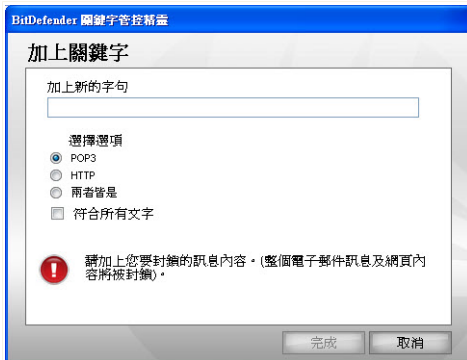 BitDefender 關鍵字管控精靈
加上關鍵字
加上新的字句
選擇選項
POP3
HTTP
兩者皆是
符合所有文字
請加上您要封鎖的訊息內容。(整個電子郵件訊息及網頁內
容將被封鎖)。
完成 取消